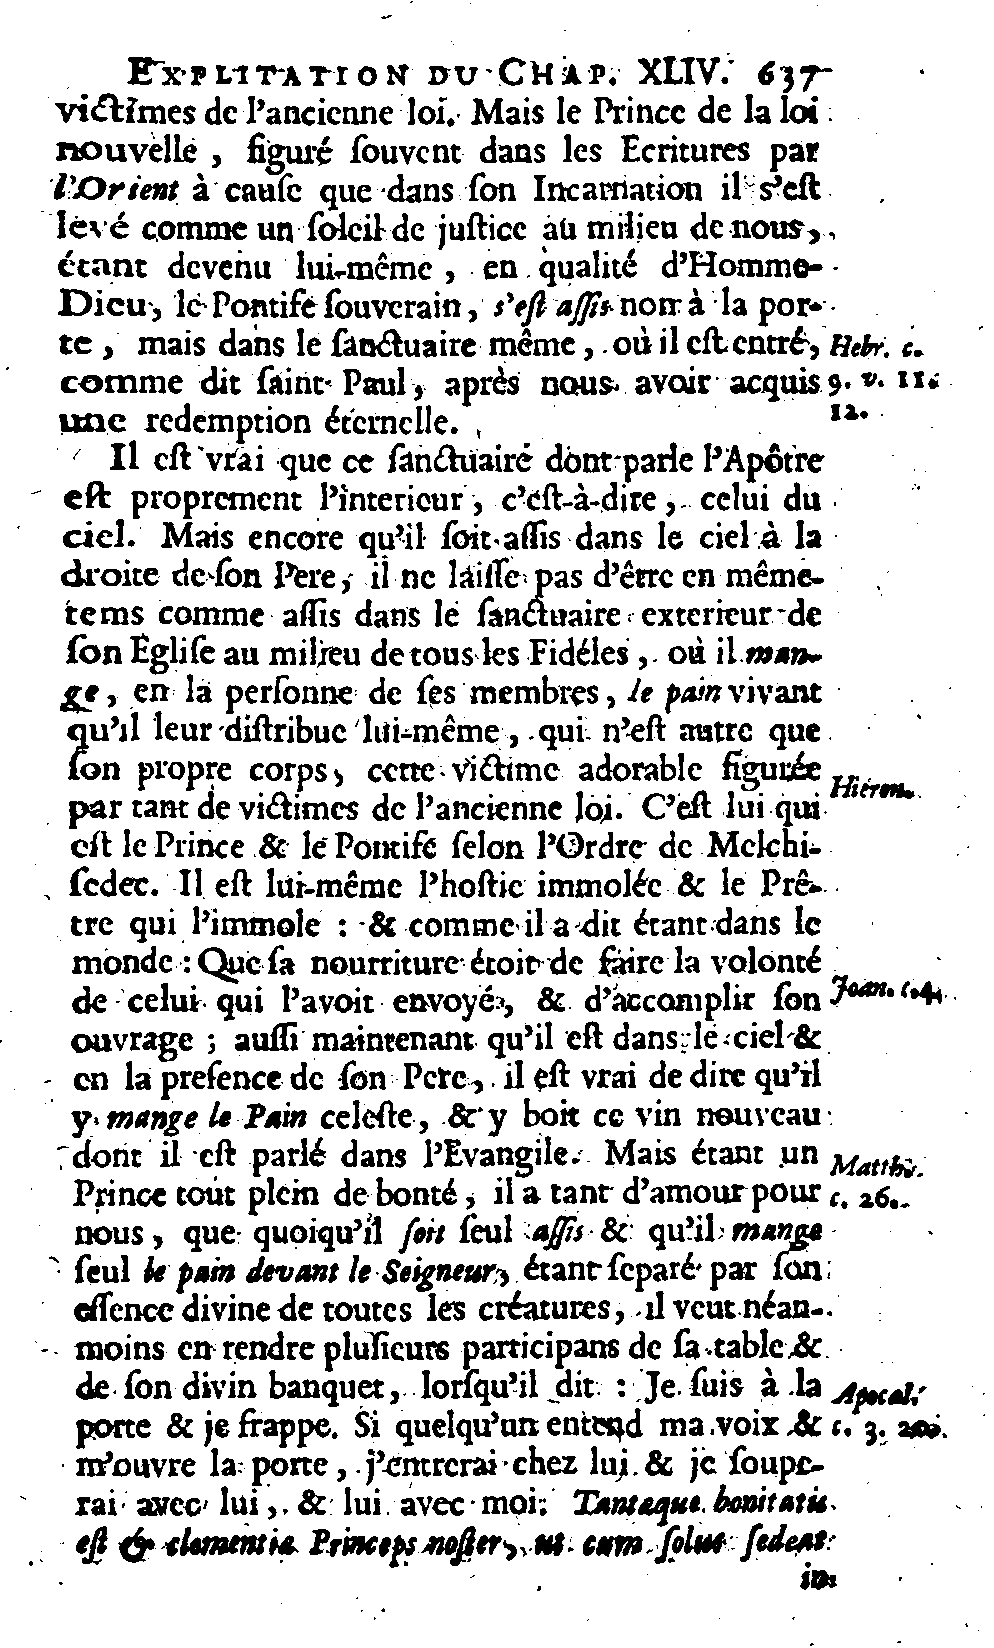 EXPLITATION DU CHAP. XLIV. 637
victimes de l'ancienne loi. Mais le Prince de la loi
nouvelle , figuré ſouvent dans les Ecritures par
l'Orient à cauſe que dans ſon Incarnation il s'eſt
levé comme un ſoleil de juſtice au milieu de nous,
étant devenu lui-même , en qualité d'Homme-
Dieu, le Pontife ſouverain, s'eſt aſſis non à la por-
te , mais dans le ſanctuaire même, où il eſt entré, Hebr. c.
comme dit ſaint Paul, après nous avoir acquis 9. v. 11.
une redemption éternelle. 12.
Il eſt vrai que ce ſanctuaire dont parle l'Apôtre
eſt proprement l'interieur , c'eſt-à-dire , celui du
ciel. Mais encore qu'il ſoit aſſis dans le ciel à la
droite de ſon Pere, il ne laiſſe pas d'être en même-
tems comme aſſis dans le ſanctuaire exterieur de
ſon Egliſe au milieu de tous les Fidéles , où il man-
ge, en la perſonne de ſes membres, le pain vivant
qu'il leur diſtribue lui-même , qui n'eſt autre que
ſon propre corps, cette victime adorable figurée
par tant de victimes de l'ancienne loi. C'eſt lui qui Hieron.
eſt le Prince & le Pontife ſelon l'Ordre de Melchi-
ſedec. Il eſt lui-même l'hoſtie immolée & le Prê-
tre qui l'immole : & comme il a dit étant dans le
monde : Que ſa nourriture étoit de faire la volonté
de celui qui l'avoit envoyé, & d'accomplir ſon Joan. c. 4.
ouvrage ; auſſi maintenant qu'il eſt dans le ciel &
en la preſence de ſon Pere, il eſt vrai de dire qu'il
y mange le Pain celeſte, & y boit ce vin nouveau
dont il eſt parlé dans l'Evangile. Mais étant un Matth.
Prince tout plein de bonté, il a tant d'amour pour c. 26.
nous, que quoiqu'il ſoit ſeul aſſis & qu'il mange
ſeul le pain devant le Seigneur, étant ſeparé par ſon
eſſence divine de toutes les créatures, il veut néan-
moins en rendre pluſieurs participans de ſa table &
de ſon divin banquet, lorſqu'il dit : Je ſuis à la Apocal.
porte & je frappe. Si quelqu'un entend ma voix & c. 3. 20.
m'ouvre la porte , j'entrerai chez lui & je ſoupe-
rai avec lui, & lui avec moi. Tantaque bonitatis
eſt & clementia Princeps noſter, ut cum ſolus ſedeat
in